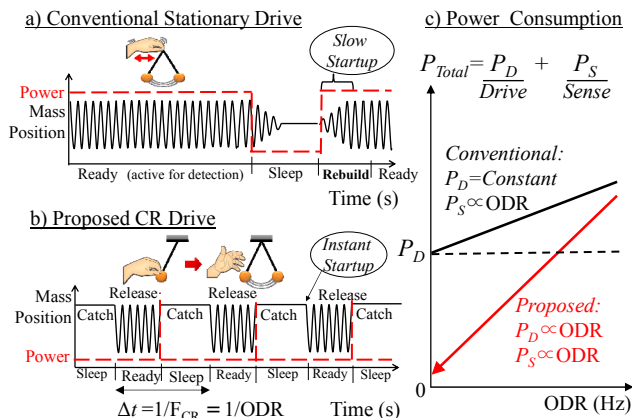 a) Conventional Stationary Drive
Slow
Startup
Power
Mass
Position
Ready (active for detection)
Sleep
Rebuild
Ready
Time (s)
b) Proposed CR Drive
Instant
Startup
Mass
Position
Release
Release
Release
Catch
Catch
Catch
Catch
Power
Sleep
Ready
Sleep
Ready
Sleep
Ready
Sleep
Δt =1/F_CR = 1/ODR
Time (s)
c) Power Consumption
P_Total = P_D/Drive + P_S/Sense
Conventional:
P_D=Constant
P_S∝ODR
P_D
Proposed:
P_D∝ODR
P_S∝ODR
0
ODR (Hz)